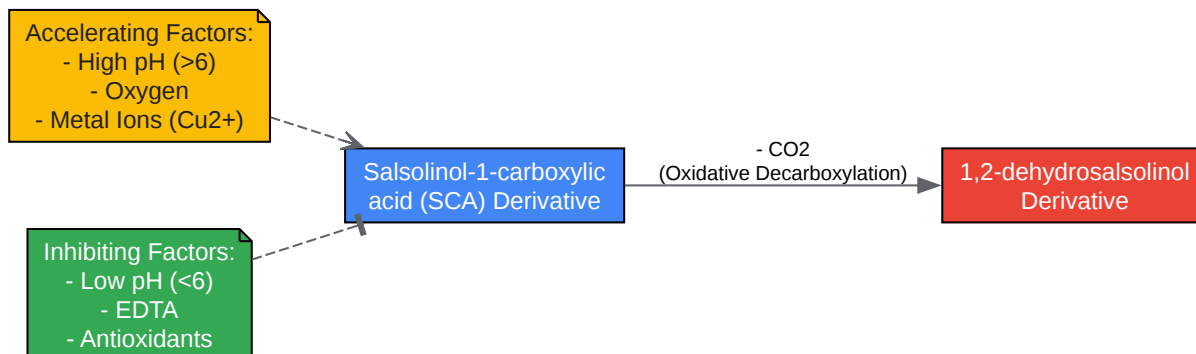 Accelerating Factors:
- High pH (>6)
- Oxygen
- Metal Ions (Cu2+)
Salsolinol-1-carboxylic
acid (SCA) Derivative
- CO2
(Oxidative Decarboxylation)
1,2-dehydrosalsolinol
Derivative
Inhibiting Factors:
- Low pH (<6)
- EDTA
- Antioxidants